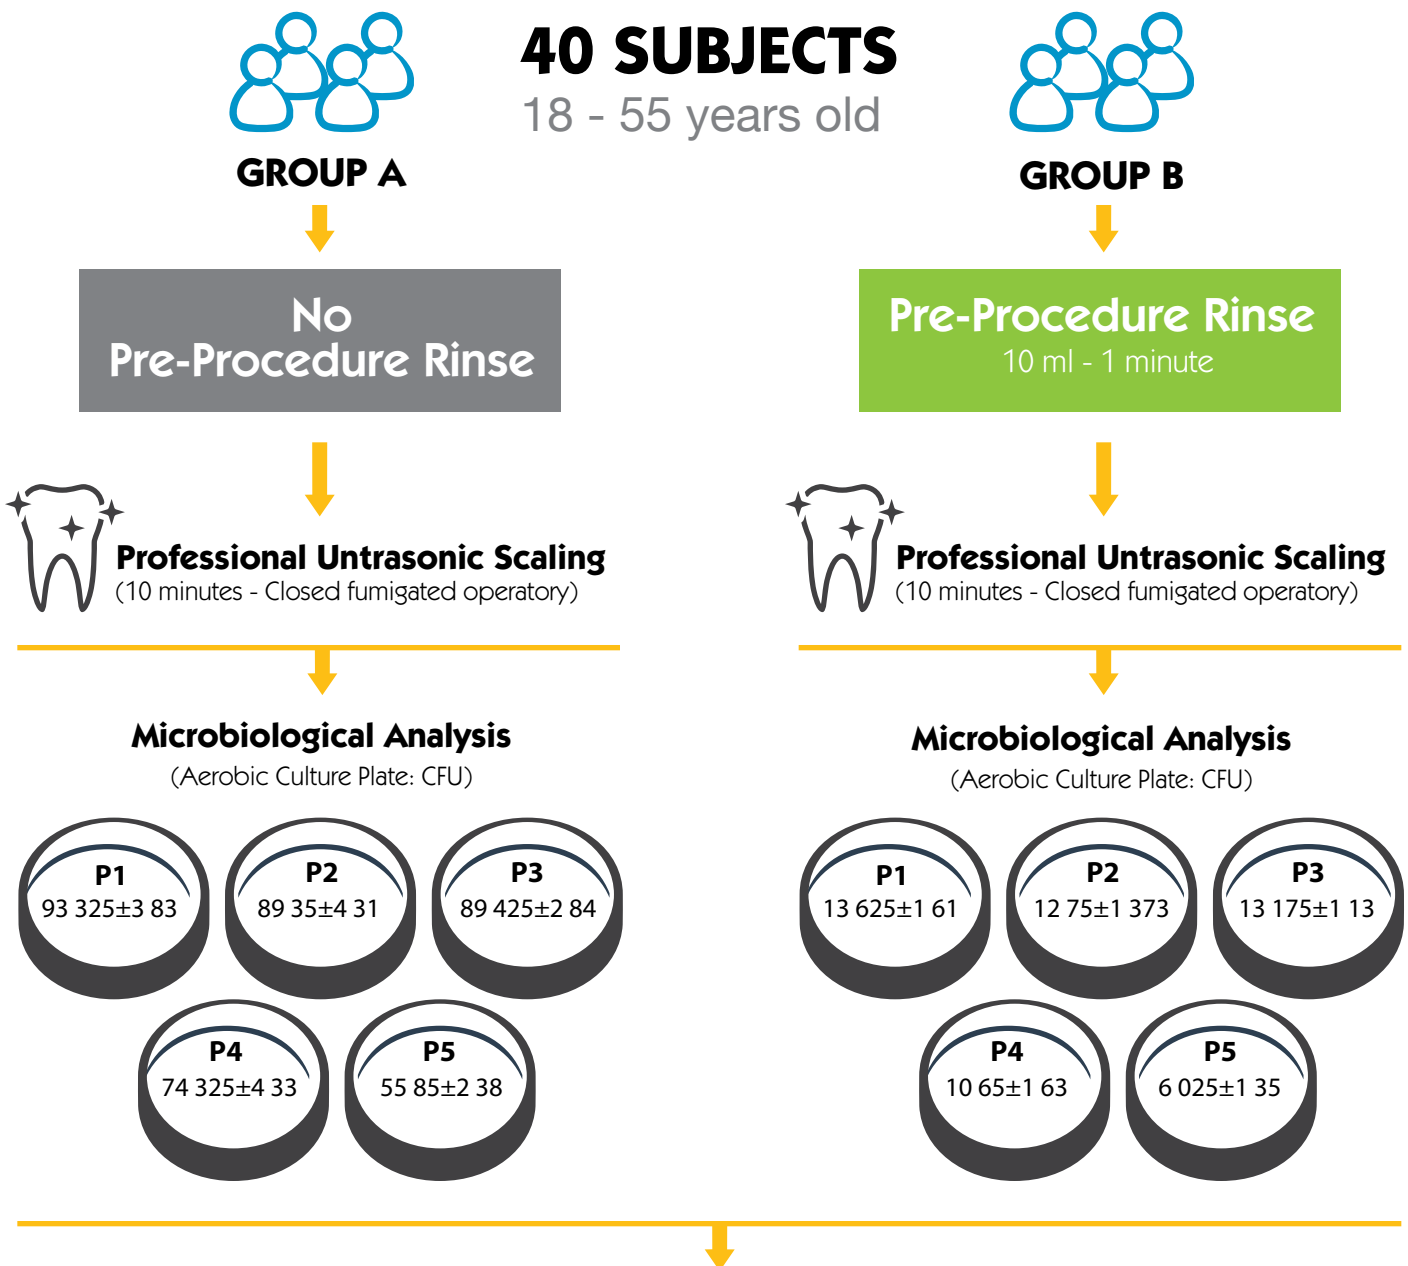 40 SUBJECTS
18 - 55 years old
GROUP A
No
Pre-Procedure Rinse
Professional Untrasonic Scaling
(10 minutes - Closed fumigated operatory)
Microbiological Analysis
(Aerobic Culture Plate: CFU)
P1
93 325±3 83
P2
89 35±4 31
P3
89 425±2 84
P4
74 325±4 33
P5
55 85±2 38
GROUP B
Pre-Procedure Rinse
10 ml - 1 minute
Professional Untrasonic Scaling
(10 minutes - Closed fumigated operatory)
Microbiological Analysis
(Aerobic Culture Plate: CFU)
P1
13 625±1 61
P2
12 75±1 373
P3
13 175±1 13
P4
10 65±1 63
P5
6 025±1 35